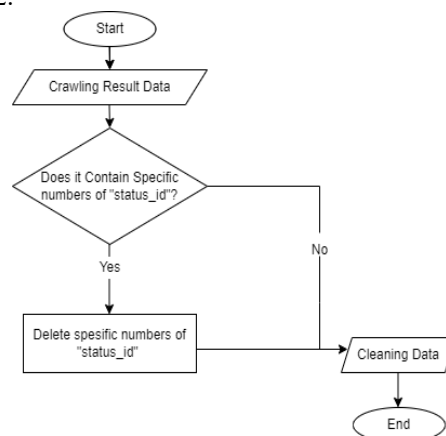 2.
Start
Crawling Result Data
Does it Contain Specific
numbers of "status_id"?
Yes
No
Delete spesific numbers of
"status_id"
Cleaning Data
End